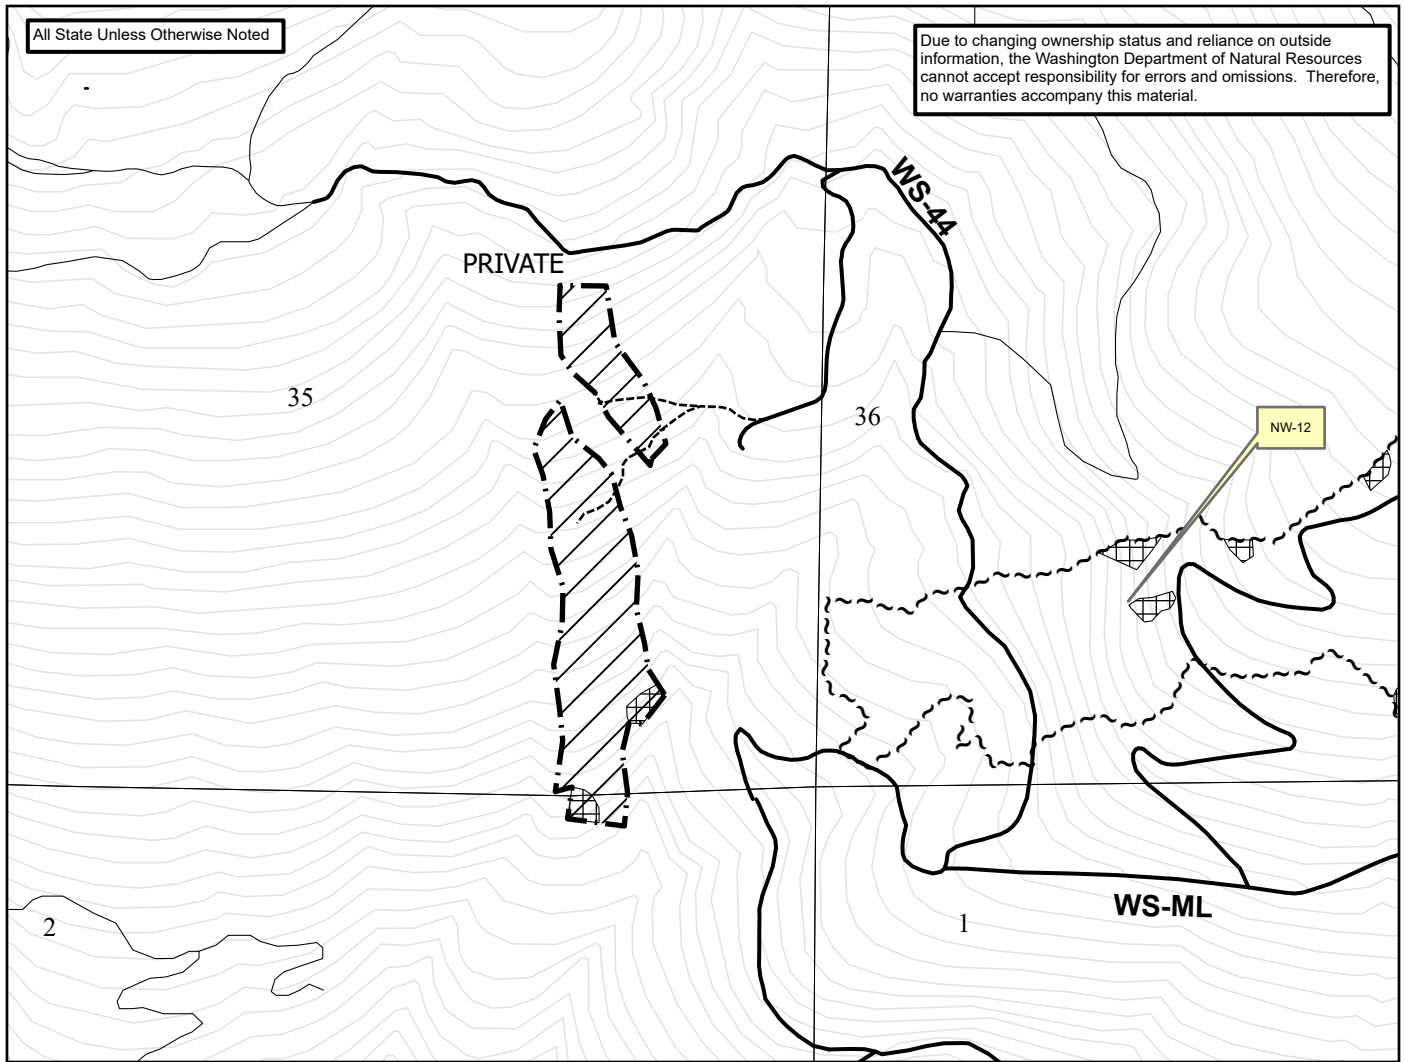 All State Unless Otherwise Noted
Due to changing ownership status and reliance on outside
information, the Washington Department of Natural Resources
cannot accept responsibility for errors and omissions.  Therefore,
no warranties accompany this material.
WS-44
PRIVATE
35
36
NW-12
WS-ML
2
1